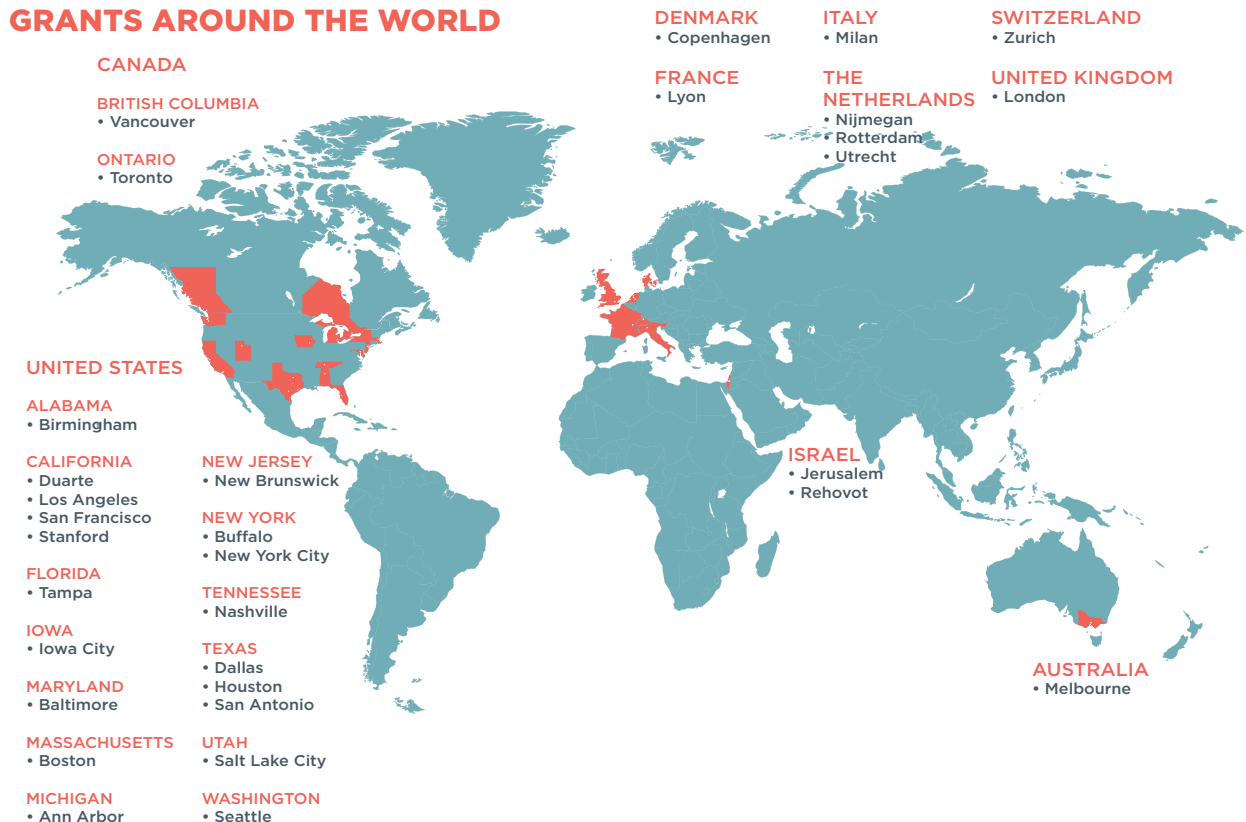 GRANTS AROUND THE WORLD
CANADA
BRITISH COLUMBIA
• Vancouver
ONTARIO
• Toronto
DENMARK
• Copenhagen
FRANCE
• Lyon
ITALY
• Milan
THE
NETHERLANDS
• Nijmegan
• Rotterdam
• Utrecht
SWITZERLAND
• Zurich
UNITED KINGDOM
• London
UNITED STATES
ALABAMA
• Birmingham
CALIFORNIA
• Duarte
• Los Angeles
• San Francisco
• Stanford
FLORIDA
• Tampa
IOWA
• Iowa City
MARYLAND
• Baltimore
MASSACHUSETTS
• Boston
MICHIGAN
• Ann Arbor
NEW JERSEY
• New Brunswick
NEW YORK
• Buffalo
• New York City
TENNESSEE
• Nashville
TEXAS
• Dallas
• Houston
• San Antonio
UTAH
• Salt Lake City
WASHINGTON
• Seattle
ISRAEL
• Jerusalem
• Rehovot
AUSTRALIA
• Melbourne